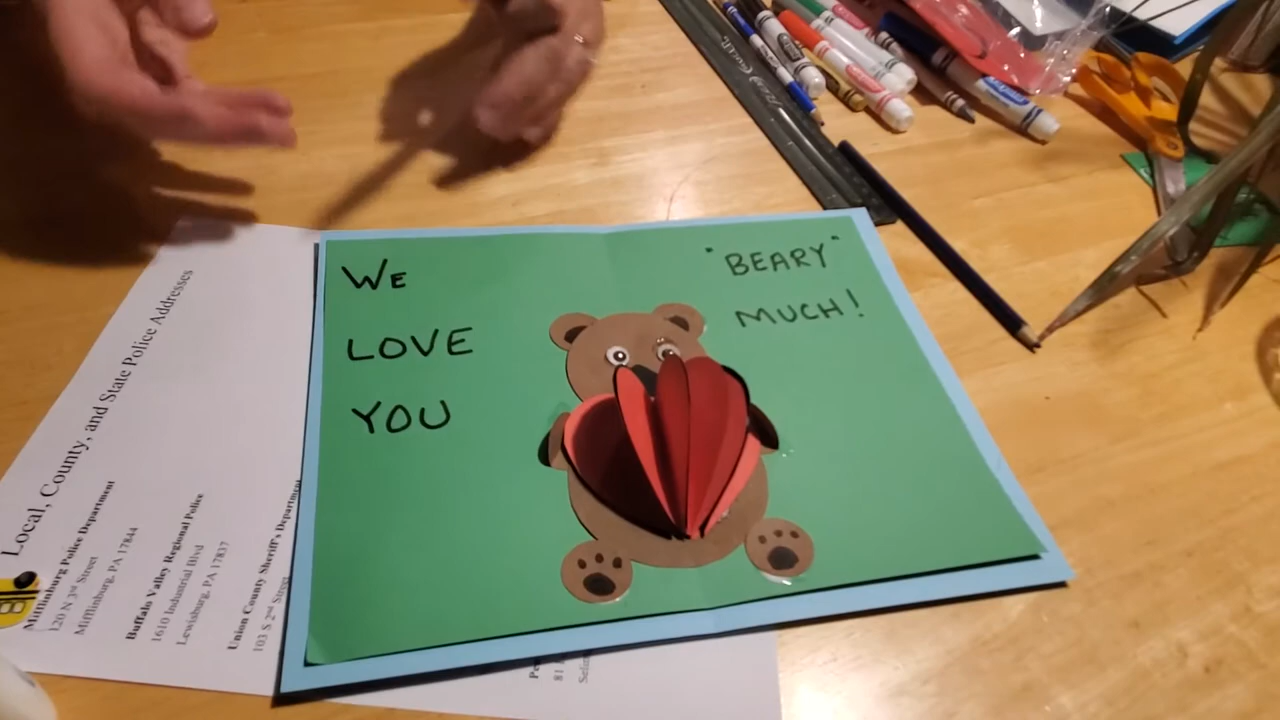 WE
LOVE
YOU
"BEARY"
MUCH!
Local, County, and State Police Addresses
Mifflinburg Police Department
120 N 3rd Street
Mifflinburg, PA 17844
Buffalo Valley Regional Police
1610 Industrial Blvd
Lewisburg, PA 17837
Union County Sheriff's Department
103 S 2nd Street
81